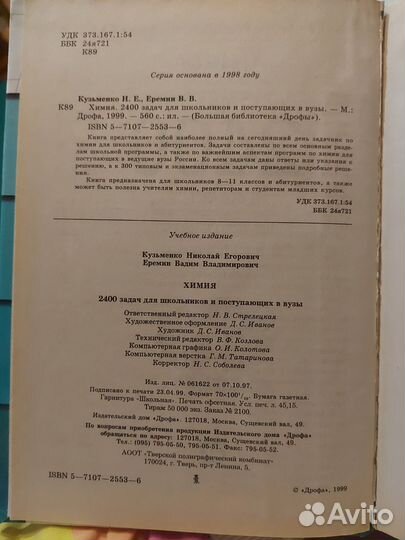 УДК 373.167.1:54
ББК 24я721
К89
Серия основана в 1998 году
Кузьменко Н. Е., Еремин В. В.
К89 Химия. 2400 задач для школьников и поступающих в вузы. — М.:
Дрофа, 1999. — 560 с.: ил. — (Большая библиотека «Дрофы»).
ISBN 5—7107—2553—6
Книга представляет собой наиболее полный на сегодняшний день задачник по
химии для школьников и абитуриентов. Задачи составлены по всем основным разде-
лам школьной программы, а также по важнейшим аспектам программ по химии для
поступающих в ведущие вузы России. Ко всем задачам даны ответы или указания к
решению, а к 300 типовым и экзаменационным задачам приведены подробные реше-
ния.
Книга предназначена для школьников 8—11 классов и абитуриентов, а также
может быть полезна учителям химии, репетиторам и студентам младших курсов.
УДК 373.167.1:54
ББК 24я721
Учебное издание
Кузьменко Николай Егорович
Еремин Вадим Владимирович
ХИМИЯ
2400 задач для школьников и поступающих в вузы
Ответственный редактор Н. В. Стрелецкая
Художественное оформление Д. С. Иванов
Художник Д. С. Иванов
Технический редактор В. Ф. Козлова
Компьютерная графика О. И. Колотова
Компьютерная верстка Г. М. Татаринова
Корректор Н. С. Соболева
Изд. лиц. № 061622 от 07.10.97.
Подписано к печати 23.04.99. Формат 70×100 1/16. Бумага газетная.
Гарнитура «Школьная». Печать офсетная. Усл. печ. л. 45,15.
Тираж 50 000 экз. Заказ № 2100.
Издательский дом «Дрофа». 127018, Москва, Сущевский вал, 49.
По вопросам приобретения продукции Издательского дома «Дрофа»
обращаться по адресу: 127018, Москва, Сущевский вал, 49.
Тел.: (095) 795-05-50, 795-05-51. Факс: 795-05-52.
АООТ «Тверской полиграфический комбинат»
170024, г. Тверь, пр-т Ленина, 5.
ISBN 5—7107—2553—6
1
© «Дрофа», 1999
Avito